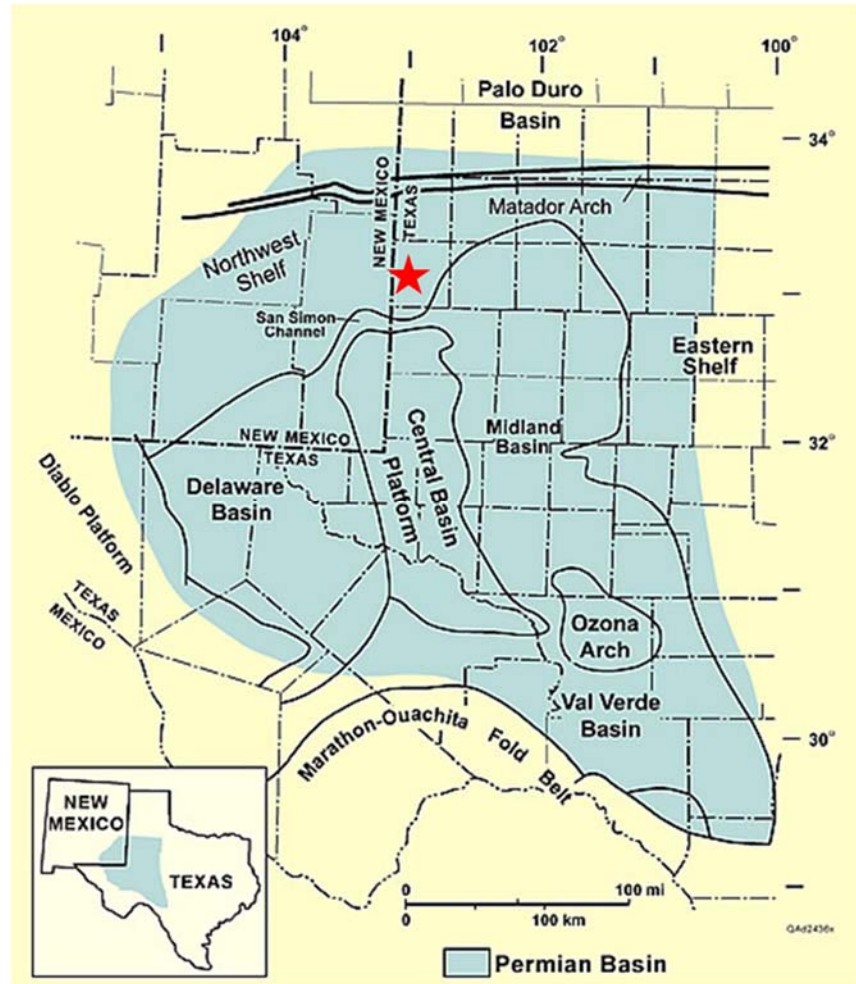 104°
102°
100°
Palo Duro
Basin
34°
NEW MEXICO
TEXAS
Matador Arch
Northwest
Shelf
San Simon
Channel
Eastern
Shelf
Central Basin
Platform
Midland
Basin
32°
NEW MEXICO
TEXAS
Delaware
Basin
Diablo Platform
TEXAS
MEXICO
Ozona
Arch
Val Verde
Basin
30°
Marathon-Ouachita Fold Belt
NEW
MEXICO
TEXAS
0 100 mi
0 100 km
QAd2436x
Permian Basin